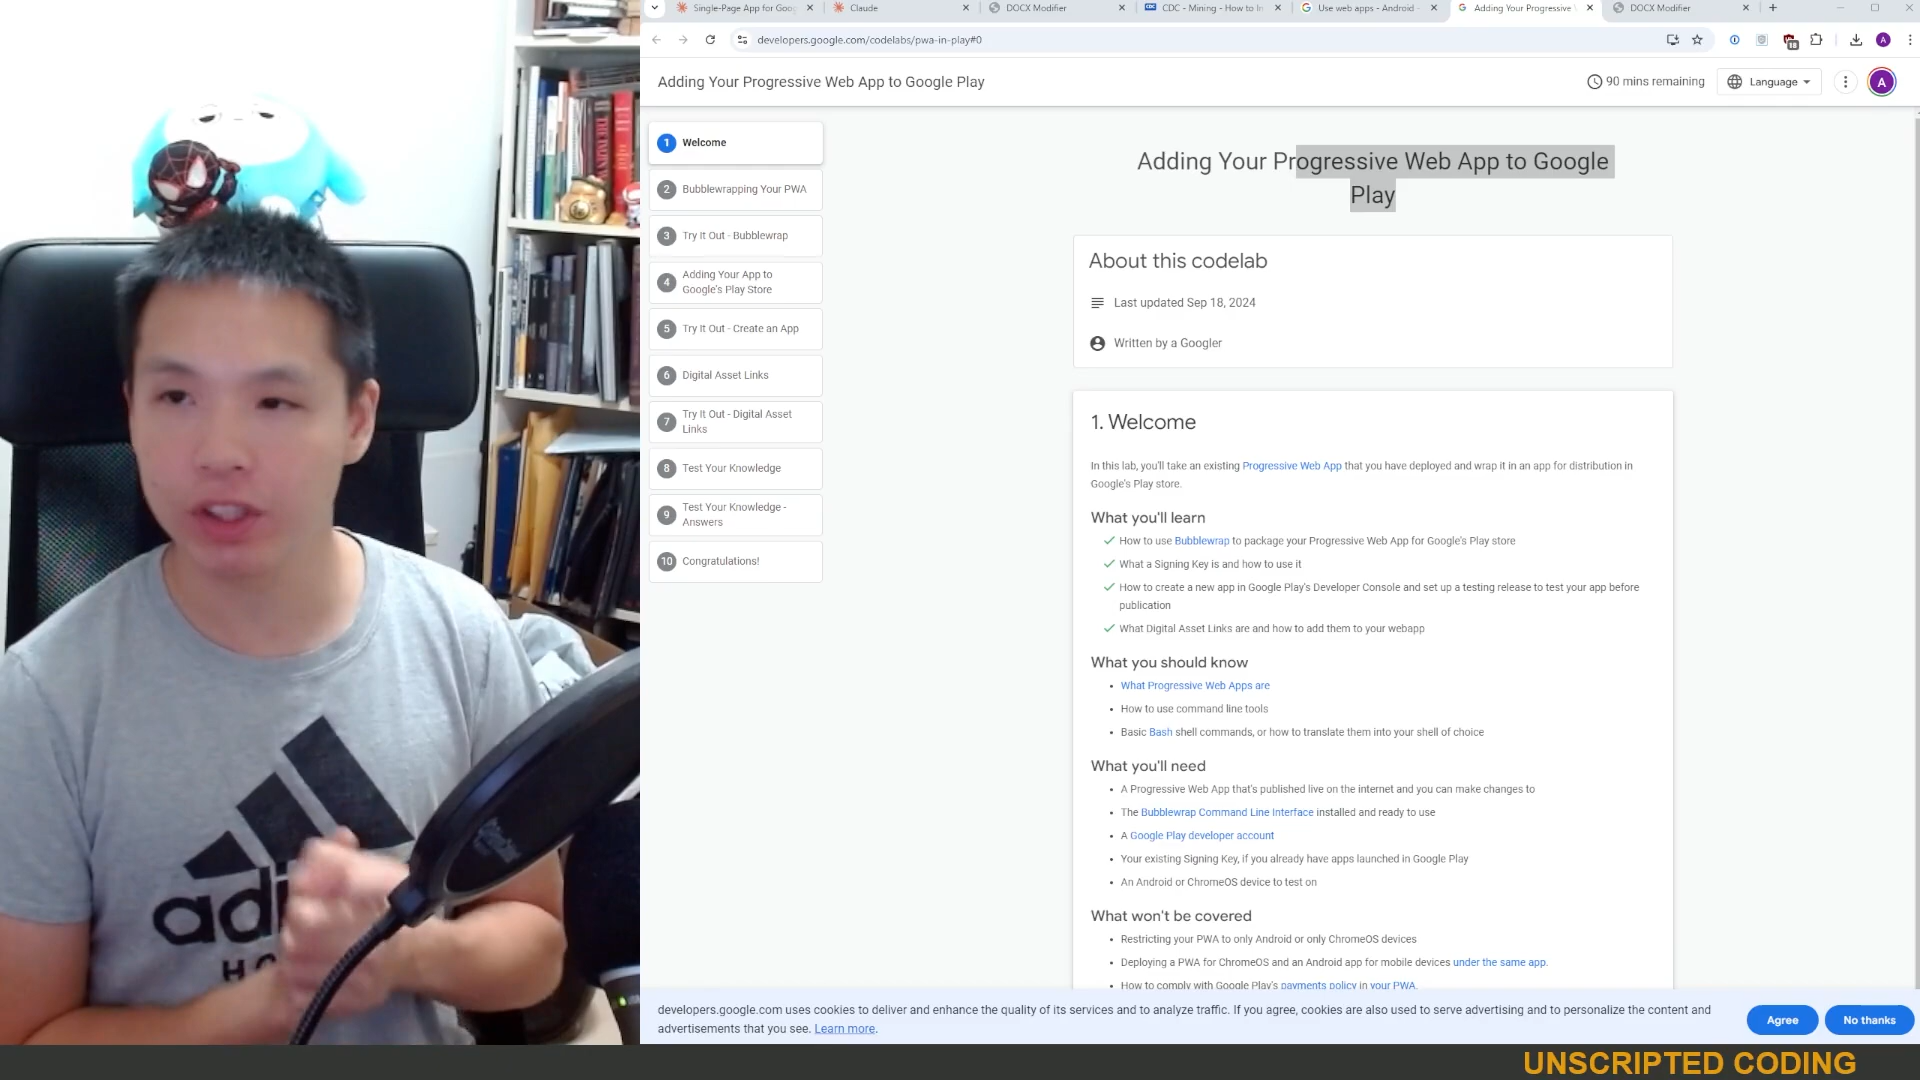 Single-Page App for Goog
Claude
DOCX Modifier
CDC - Mining - How to In
Use web apps - Android -
Adding Your Progressive
DOCX Modifier
developers.google.com/codelabs/pwa-in-play#0
18
A
Adding Your Progressive Web App to Google Play
90 mins remaining
Language
A
1 Welcome
2 Bubblewrapping Your PWA
3 Try It Out - Bubblewrap
4 Adding Your App to
Google's Play Store
5 Try It Out - Create an App
6 Digital Asset Links
7 Try It Out - Digital Asset
Links
8 Test Your Knowledge
9 Test Your Knowledge -
Answers
10 Congratulations!
Adding Your Progressive Web App to Google
Play
About this codelab
Last updated Sep 18, 2024
Written by a Googler
1. Welcome
In this lab, you'll take an existing Progressive Web App that you have deployed and wrap it in an app for distribution in
Google's Play store.
What you'll learn
How to use Bubblewrap to package your Progressive Web App for Google's Play store
What a Signing Key is and how to use it
How to create a new app in Google Play's Developer Console and set up a testing release to test your app before
publication
What Digital Asset Links are and how to add them to your webapp
What you should know
What Progressive Web Apps are
How to use command line tools
Basic Bash shell commands, or how to translate them into your shell of choice
What you'll need
A Progressive Web App that's published live on the internet and you can make changes to
The Bubblewrap Command Line Interface installed and ready to use
A Google Play developer account
Your existing Signing Key, if you already have apps launched in Google Play
An Android or ChromeOS device to test on
What won't be covered
Restricting your PWA to only Android or only ChromeOS devices
Deploying a PWA for ChromeOS and an Android app for mobile devices under the same app.
How to comply with Google Play's payments policy in your PWA.
developers.google.com uses cookies to deliver and enhance the quality of its services and to analyze traffic. If you agree, cookies are also used to serve advertising and to personalize the content and
advertisements that you see. Learn more.
Agree
No thanks
UNSCRIPTED CODING